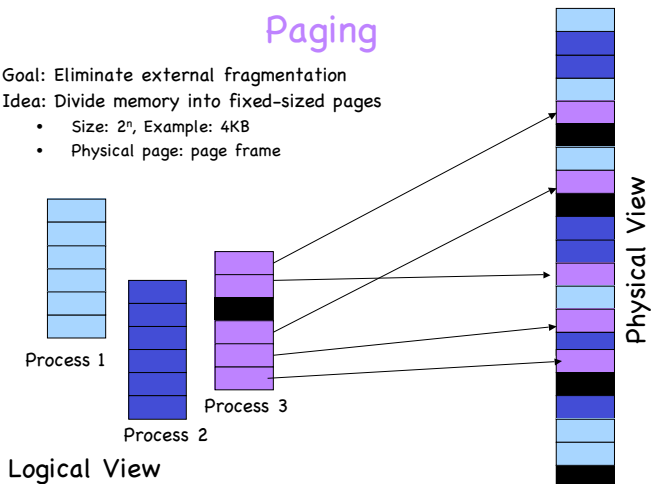 Paging
Goal: Eliminate external fragmentation
Idea: Divide memory into fixed-sized pages
• Size: 2ⁿ, Example: 4KB
• Physical page: page frame
Process 1
Process 2
Process 3
Logical View
Physical View